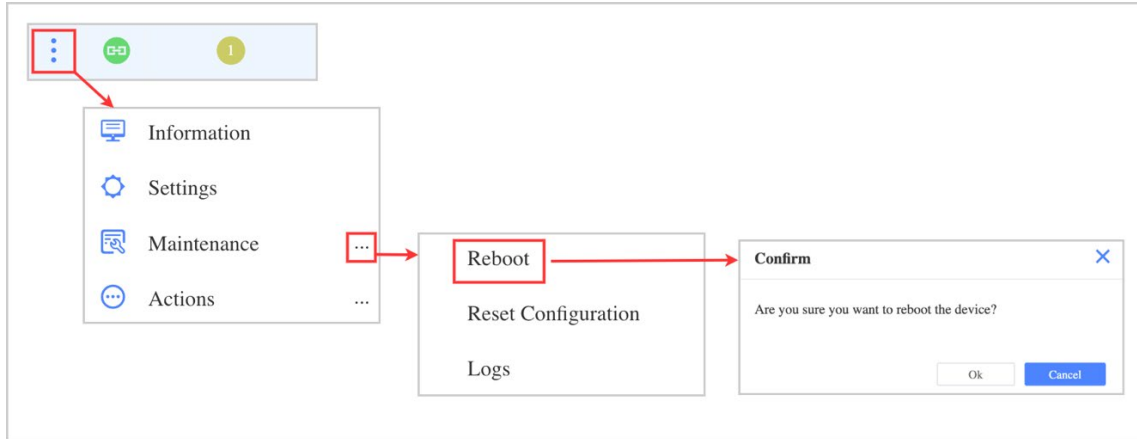 1
Information
Settings
Maintenance ...
Actions ...
Reboot
Reset Configuration
Logs
Confirm
Are you sure you want to reboot the device?
Ok Cancel